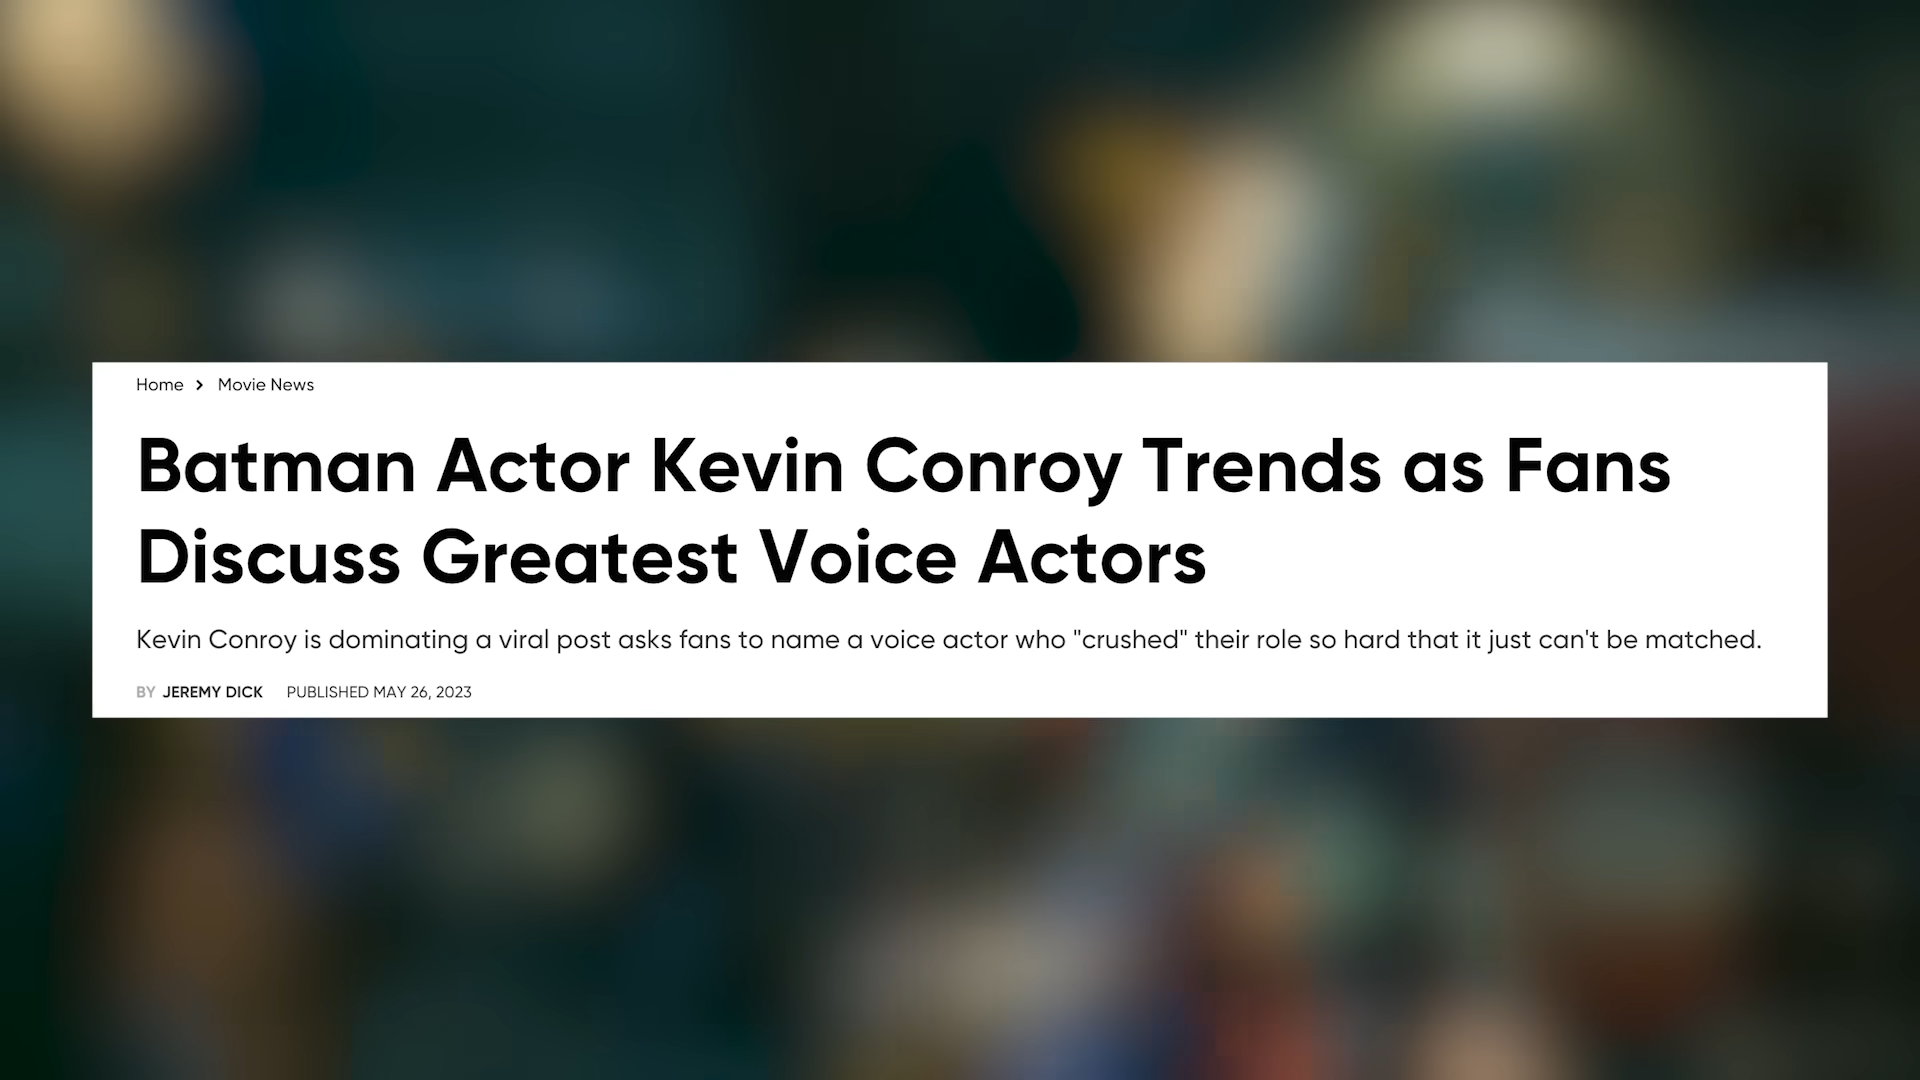 Home > Movie News
Batman Actor Kevin Conroy Trends as Fans
Discuss Greatest Voice Actors
Kevin Conroy is dominating a viral post asks fans to name a voice actor who "crushed" their role so hard that it just can't be matched.
BY JEREMY DICK PUBLISHED MAY 26, 2023